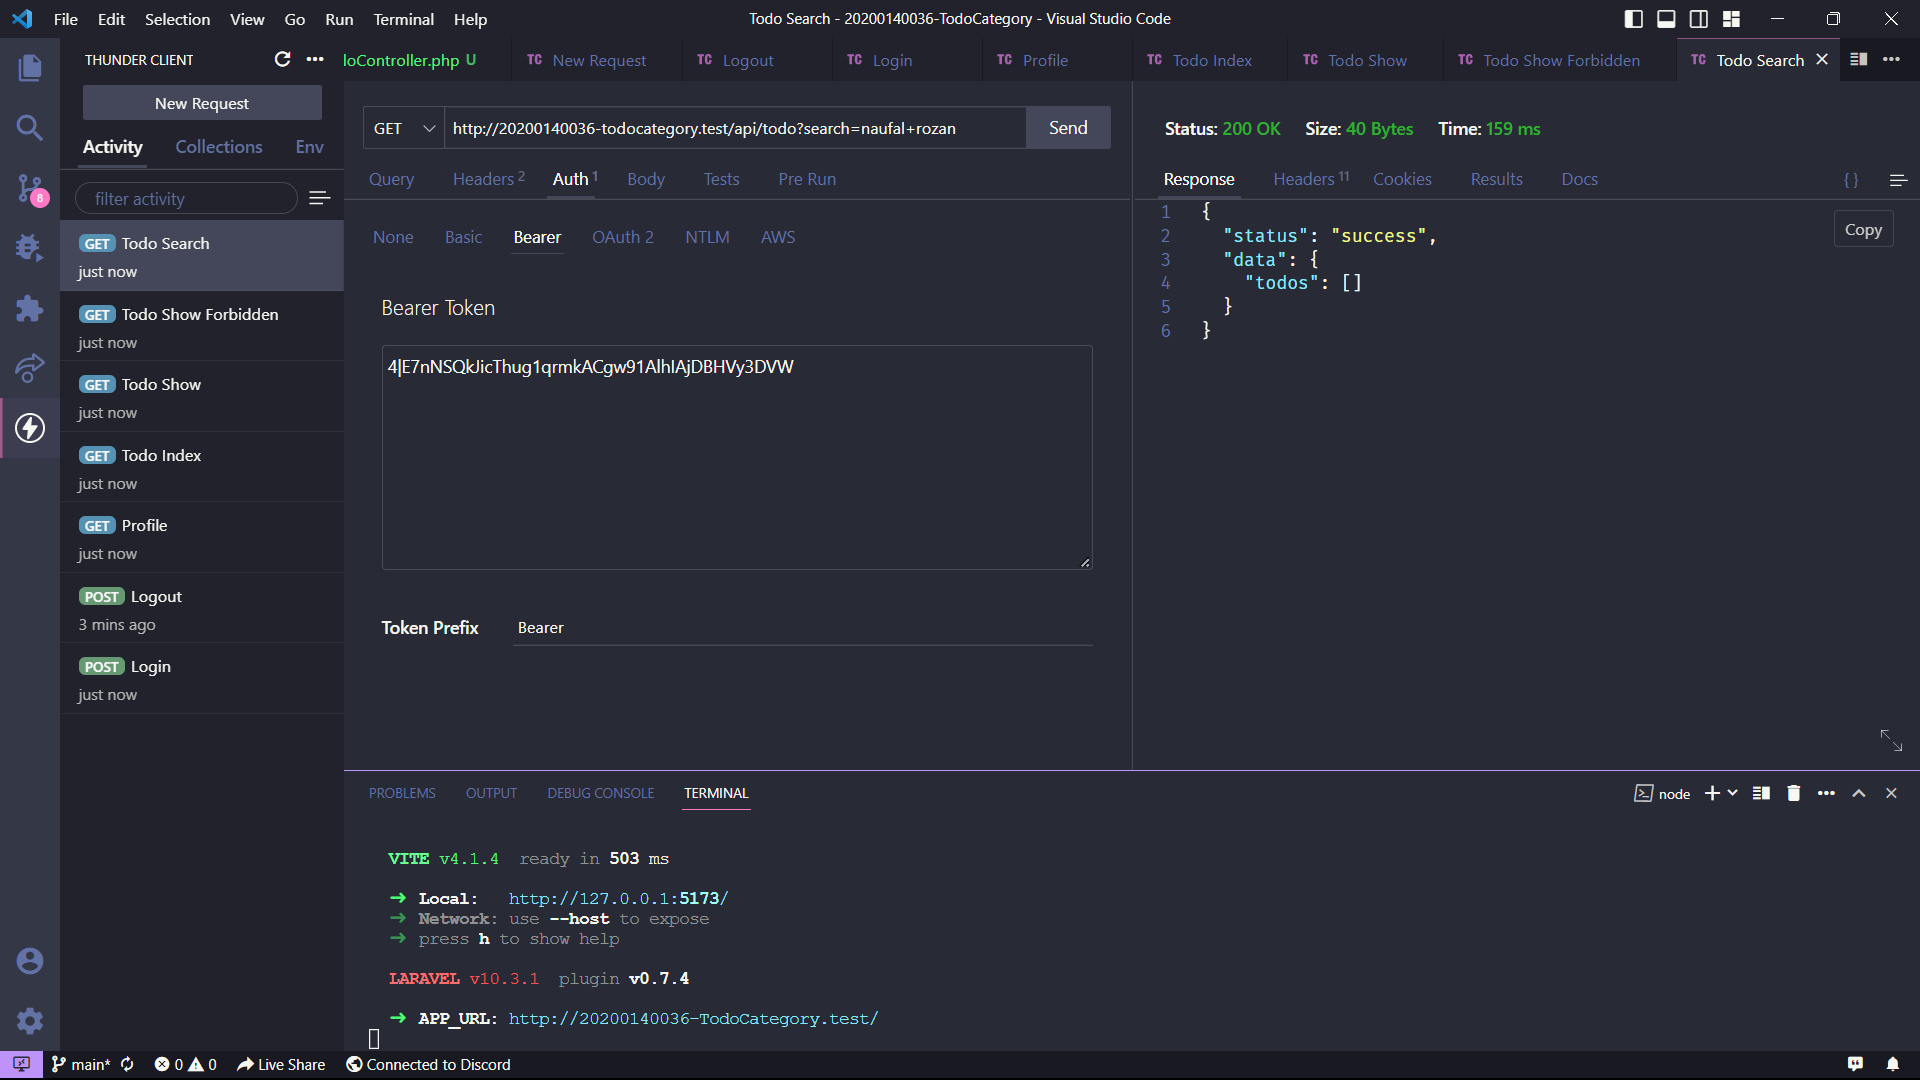 File Edit Selection View Go Run Terminal Help
Todo Search - 20200140036-TodoCategory - Visual Studio Code
THUNDER CLIENT
loController.php U
TC New Request
TC Logout
TC Login
TC Profile
TC Todo Index
TC Todo Show
TC Todo Show Forbidden
TC Todo Search
New Request
Activity Collections Env
filter activity
8
GET Todo Search
just now
GET Todo Show Forbidden
just now
GET Todo Show
just now
GET Todo Index
just now
GET Profile
just now
POST Logout
3 mins ago
POST Login
just now
GET http://20200140036-todocategory.test/api/todo?search=naufal+rozan Send
Query Headers 2 Auth 1 Body Tests Pre Run
None Basic Bearer OAuth 2 NTLM AWS
Bearer Token
4|E7nNSQkJicThug1qrmkACgw91AlhIAjDBHVy3DVW
Token Prefix Bearer
Status: 200 OK Size: 40 Bytes Time: 159 ms
Response Headers 11 Cookies Results Docs { }
Copy
1 {
2 "status": "success",
3 "data": {
4 "todos": []
5 }
6 }
PROBLEMS OUTPUT DEBUG CONSOLE TERMINAL
node
VITE v4.1.4 ready in 503 ms
➜ Local: http://127.0.0.1:5173/
➜ Network: use --host to expose
➜ press h to show help
LARAVEL v10.3.1 plugin v0.7.4
➜ APP_URL: http://20200140036-TodoCategory.test/
main* 0 0 Live Share Connected to Discord